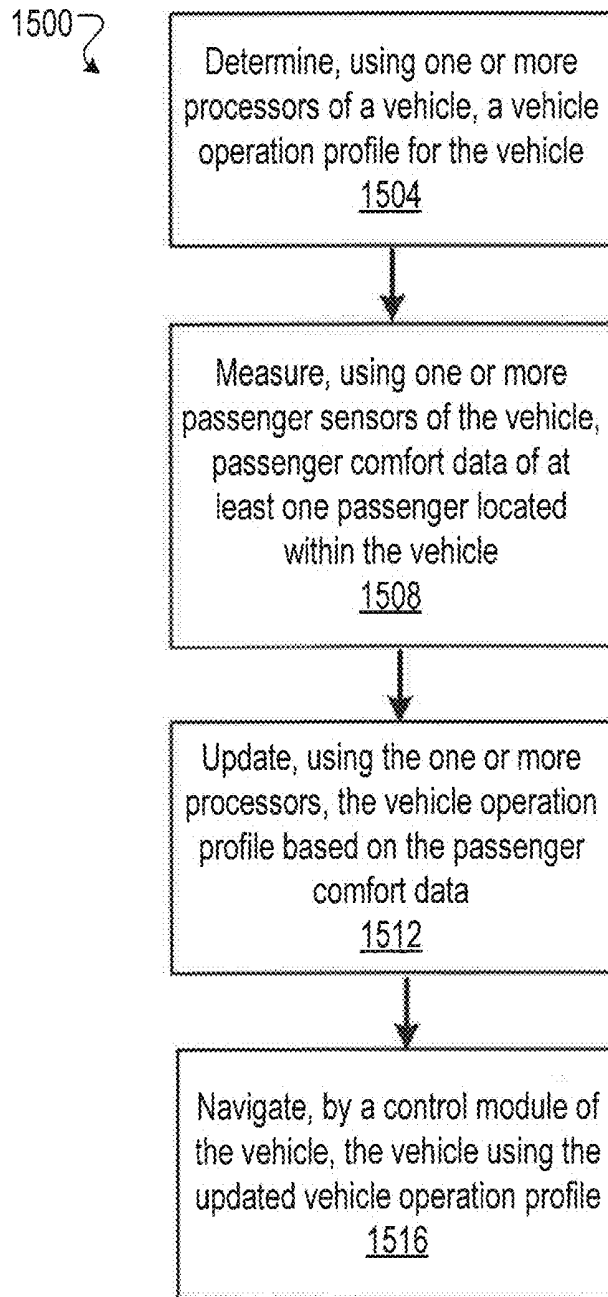 1500
Determine, using one or more
processors of a vehicle, a vehicle
operation profile for the vehicle
1504
Measure, using one or more
passenger sensors of the vehicle,
passenger comfort data of at
least one passenger located
within the vehicle
1508
Update, using the one or more
processors, the vehicle operation
profile based on the passenger
comfort data
1512
Navigate, by a control module of
the vehicle, the vehicle using the
updated vehicle operation profile
1516